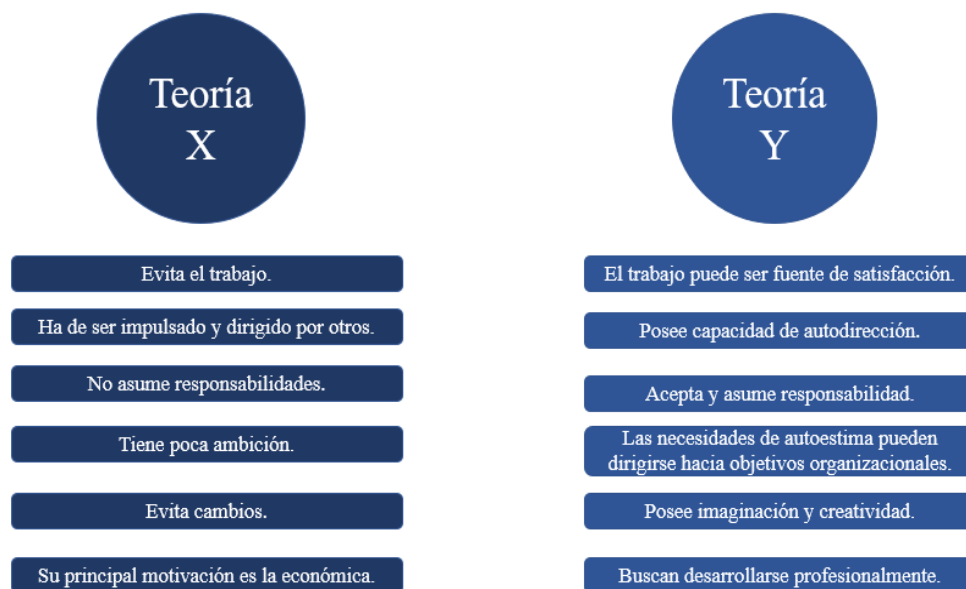 Teoría
X
Evita el trabajo.
Ha de ser impulsado y dirigido por otros.
No asume responsabilidades.
Tiene poca ambición.
Evita cambios.
Su principal motivación es la económica.
Teoría
Y
El trabajo puede ser fuente de satisfacción.
Posee capacidad de autodirección.
Acepta y asume responsabilidad.
Las necesidades de autoestima pueden
dirigirse hacia objetivos organizacionales.
Posee imaginación y creatividad.
Buscan desarrollarse profesionalmente.